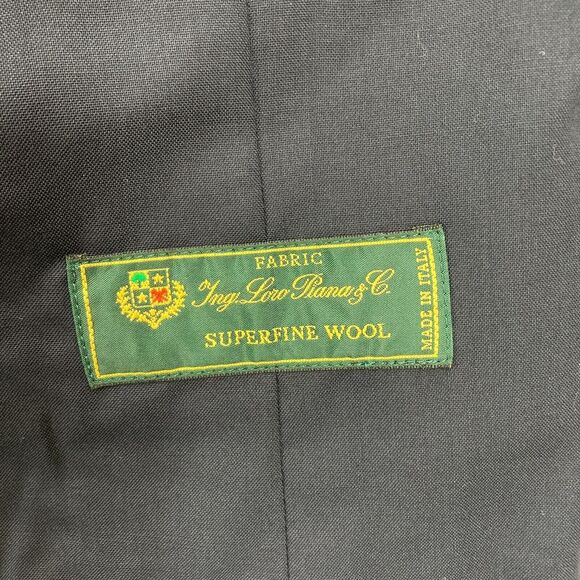 FABRIC
Ing. Loro Piana & C.
SUPERFINE WOOL
MADE IN ITALY